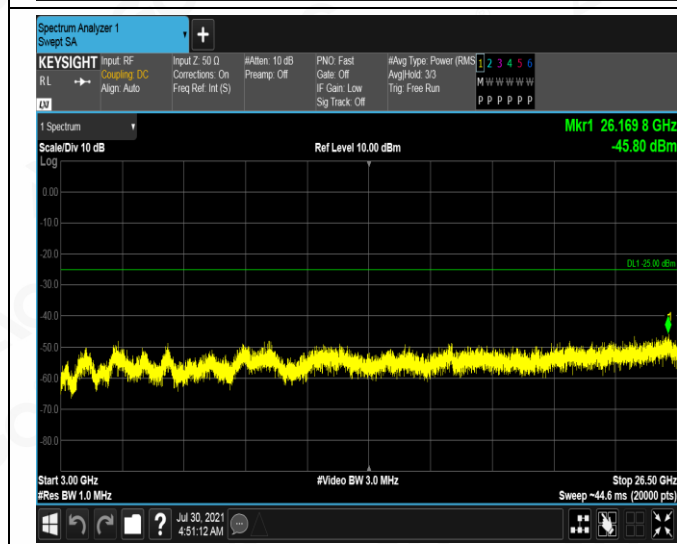 Spectrum Analyzer 1
Swept SA
+
KEYSIGHT
RL
Input: RF
Coupling: DC
Align: Auto
Input Z: 50 Ω
Corrections: On
Freq Ref: Int (S)
#Atten: 10 dB
Preamp: Off
PNO: Fast
Gate: Off
IF Gain: Low
Sig Track: Off
#Avg Type: Power (RMS
Avg|Hold: 3/3
Trig: Free Run
1 2 3 4 5 6
M W W W W W
P P P P P P
1 Spectrum
Scale/Div 10 dB
Ref Level 10.00 dBm
Mkr1 26.169 8 GHz
-45.80 dBm
Log
0.00
-10.0
-20.0
DL1 -25.00 dBm
-30.0
-40.0
1
-50.0
-60.0
-70.0
-80.0
Start 3.00 GHz
#Video BW 3.0 MHz
Stop 26.50 GHz
#Res BW 1.0 MHz
Sweep ~44.6 ms (20000 pts)
?
Jul 30, 2021
4:51:12 AM